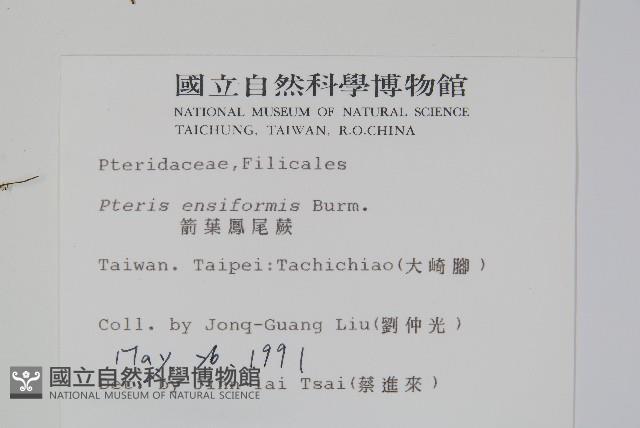 國立自然科學博物館
NATIONAL MUSEUM OF NATURAL SCIENCE
TAICHUNG, TAIWAN, R.O.CHINA
Pteridaceae,Filicales
Pteris ensiformis Burm.
箭葉鳳尾蕨
Taiwan. Taipei:Tachichiao(大崎腳)
Coll. by Jonq-Guang Liu(劉仲光)
May 26. 1991
by Tsai(蔡進來)
國立自然科學博物館
NATIONAL MUSEUM OF NATURAL SCIENCE